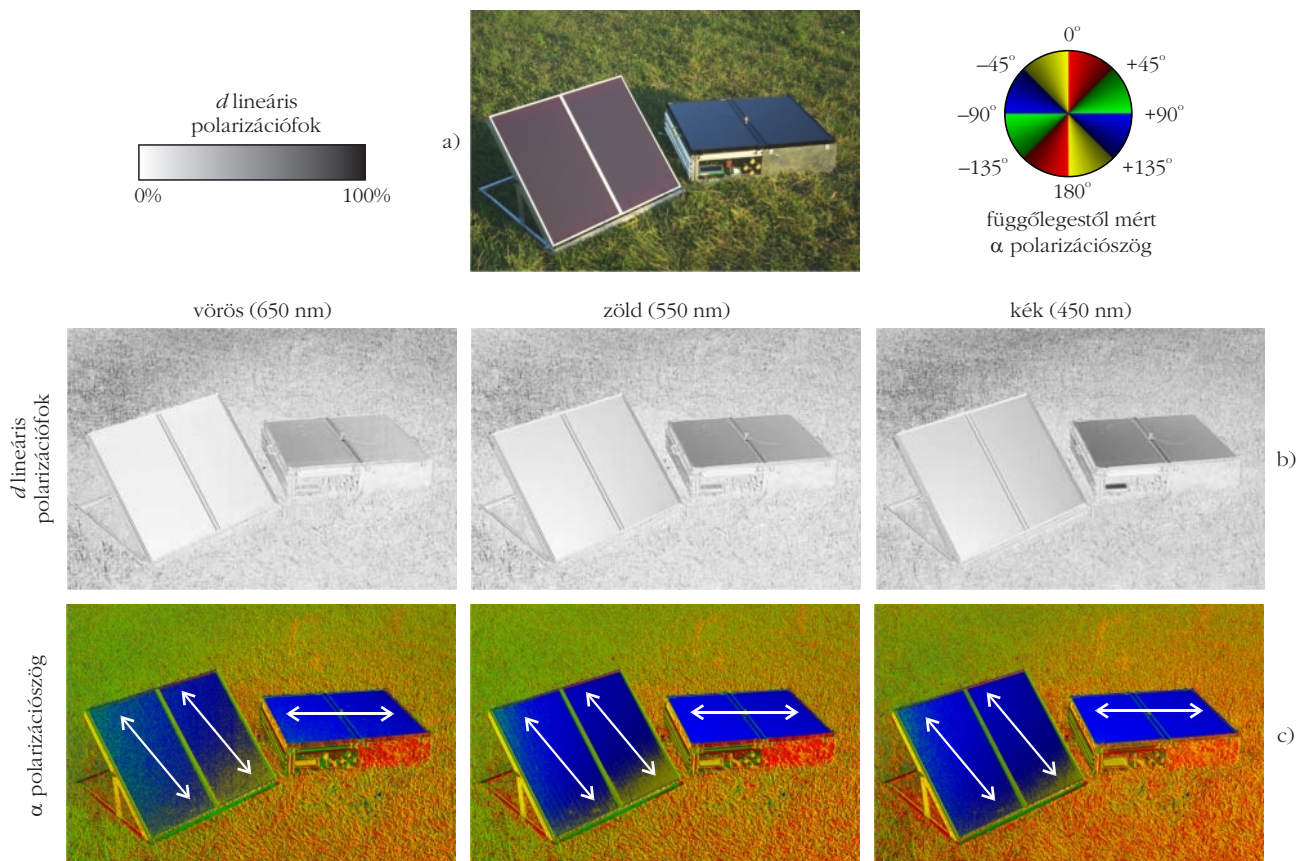 d lineáris
polarizációfok
0%
100%
a)
0°
–45°
+45°
–90°
+90°
–135°
+135°
180°
függőlegestől mért
α polarizációszög
vörös (650 nm)
zöld (550 nm)
kék (450 nm)
d lineáris
polarizációfok
b)
α polarizációszög
c)